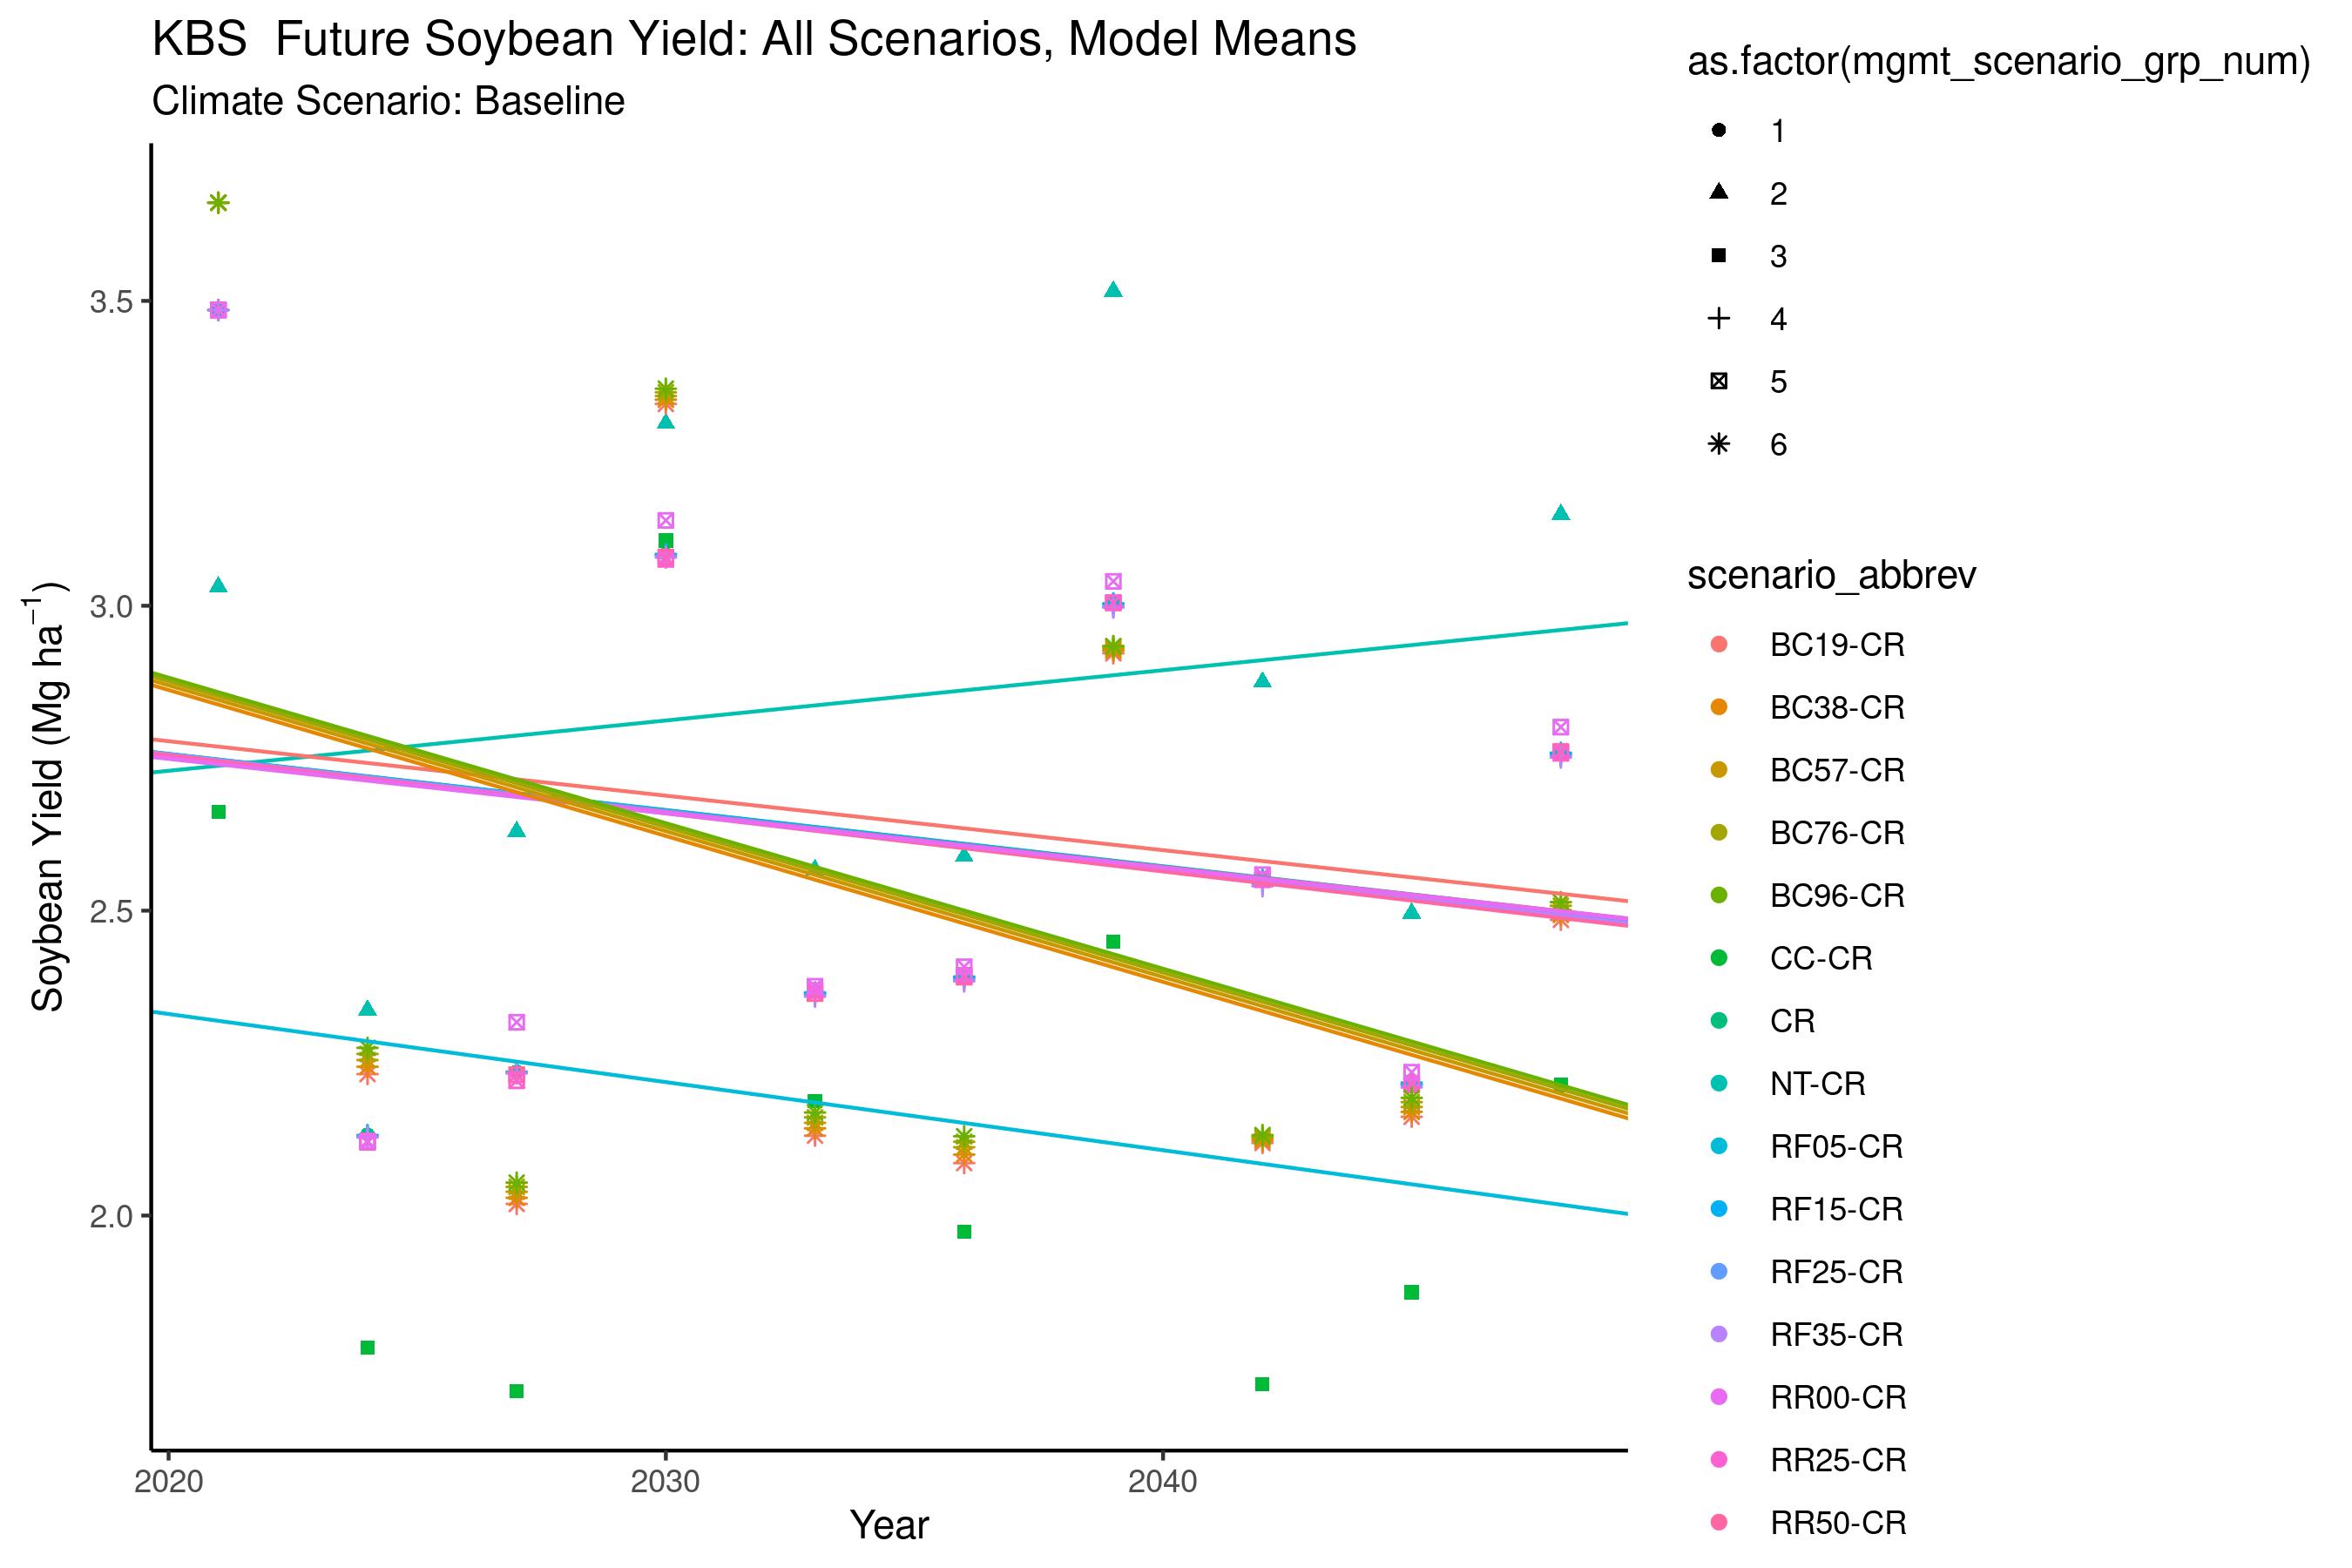 KBS  Future Soybean Yield: All Scenarios, Model Means
Climate Scenario: Baseline
Soybean Yield (Mg ha⁻¹)
3.5
3.0
2.5
2.0
2020
2030
2040
Year
as.factor(mgmt_scenario_grp_num)
1
2
3
4
5
6
scenario_abbrev
BC19-CR
BC38-CR
BC57-CR
BC76-CR
BC96-CR
CC-CR
CR
NT-CR
RF05-CR
RF15-CR
RF25-CR
RF35-CR
RR00-CR
RR25-CR
RR50-CR